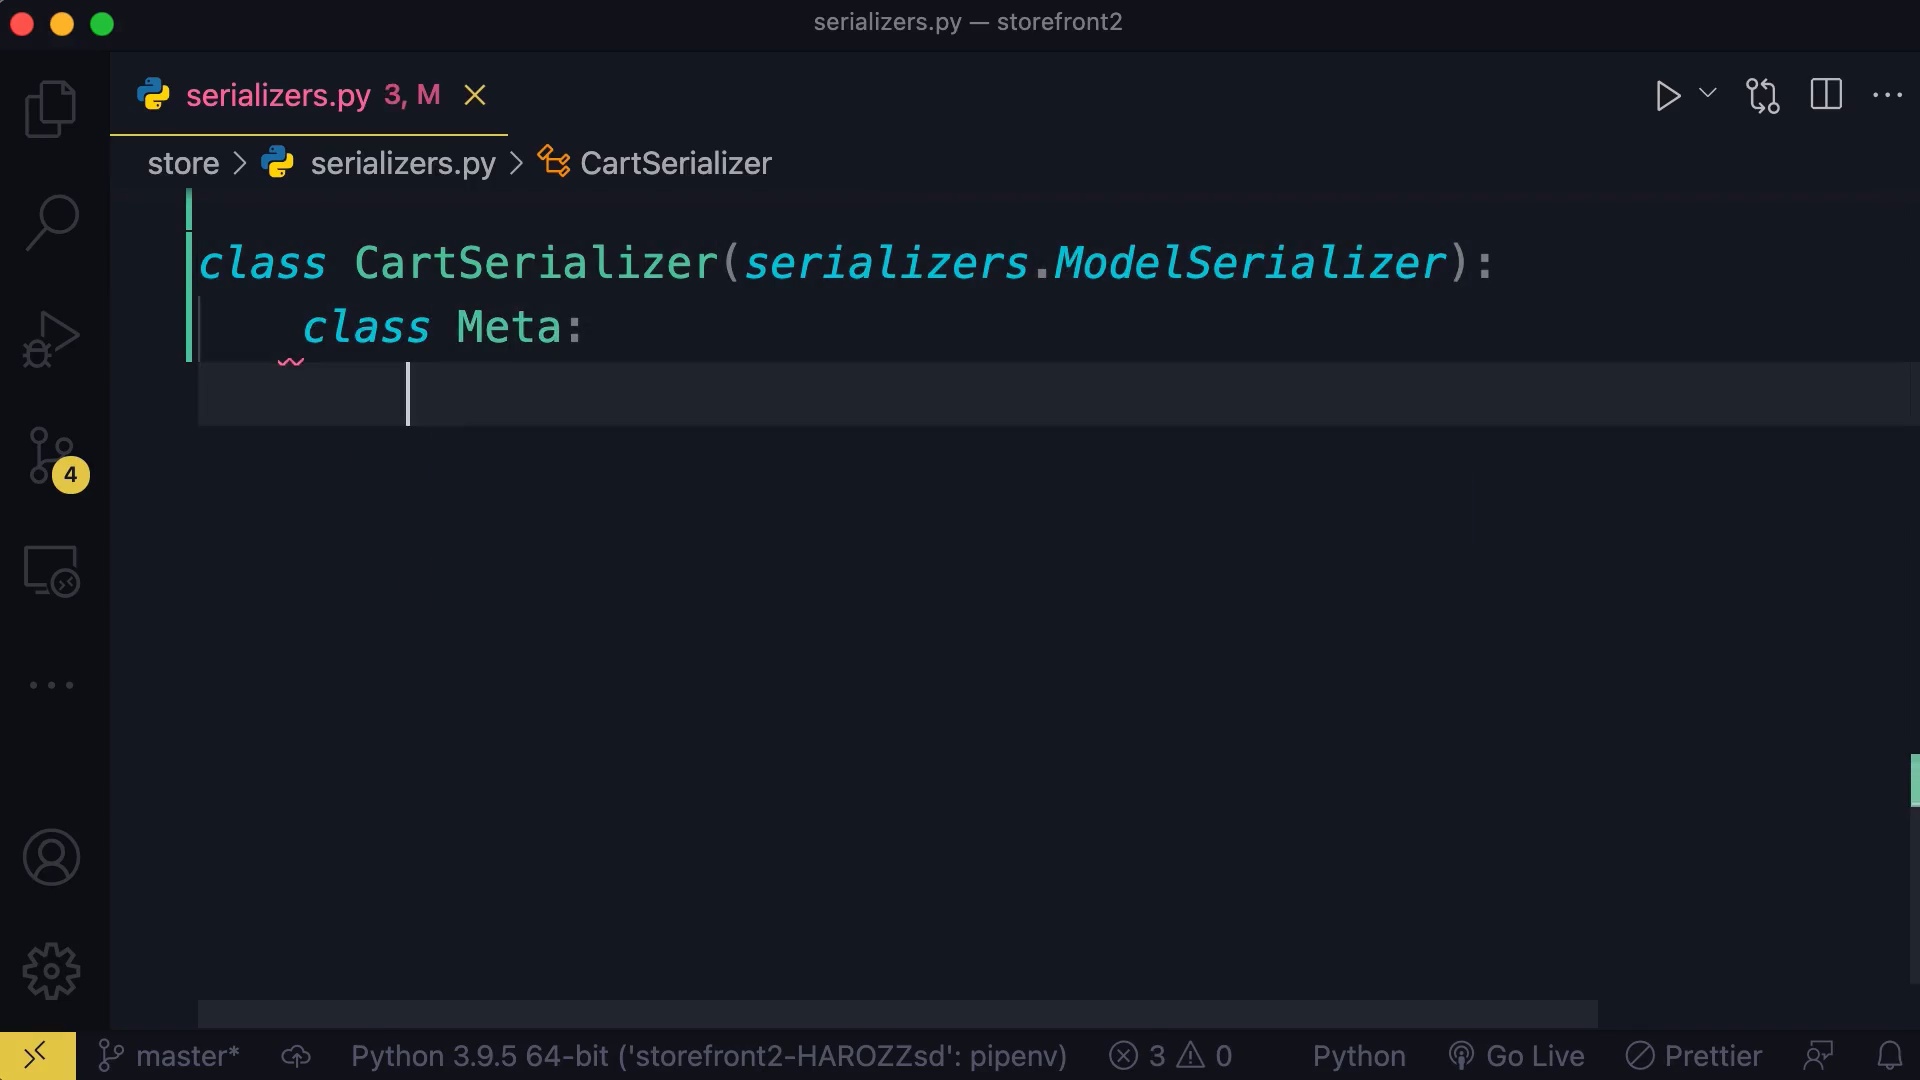 serializers.py — storefront2
serializers.py 3, M
store > serializers.py > CartSerializer
class CartSerializer(serializers.ModelSerializer):
    class Meta:
4
master* Python 3.9.5 64-bit ('storefront2-HAROZZsd': pipenv) 3 0 Python Go Live Prettier